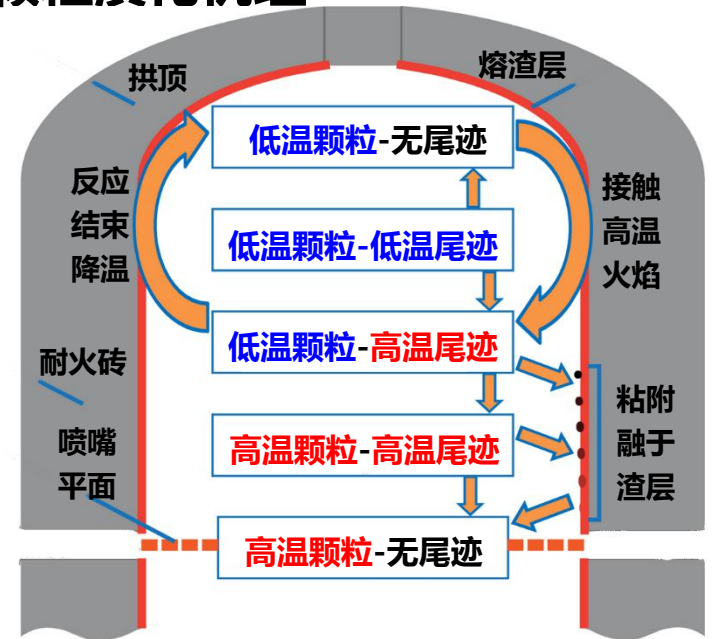 拱顶
熔渣层
低温颗粒-无尾迹
反应
结束
降温
接触
高温
火焰
低温颗粒-低温尾迹
低温颗粒-高温尾迹
耐火砖
粘附
融于
渣层
高温颗粒-高温尾迹
喷嘴
平面
高温颗粒-无尾迹